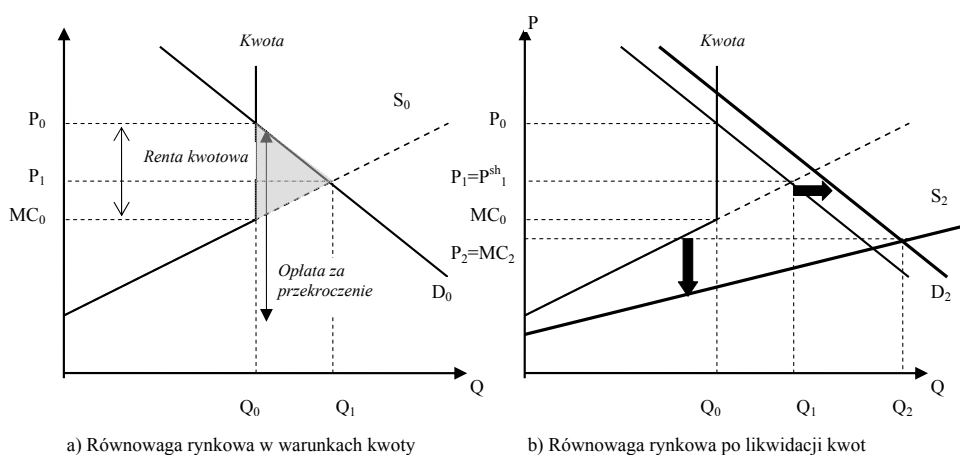 Kwota
S₀
P₀
Renta kwotowa
P₁
MC₀
Opłata za
przekroczenie
D₀
Q
Q₀
Q₁
a) Równowaga rynkowa w warunkach kwoty
P
Kwota
P₀
P₁=Pˢʰ₁
S₂
MC₀
P₂=MC₂
D₂
Q
Q₀
Q₁
Q₂
b) Równowaga rynkowa po likwidacji kwot